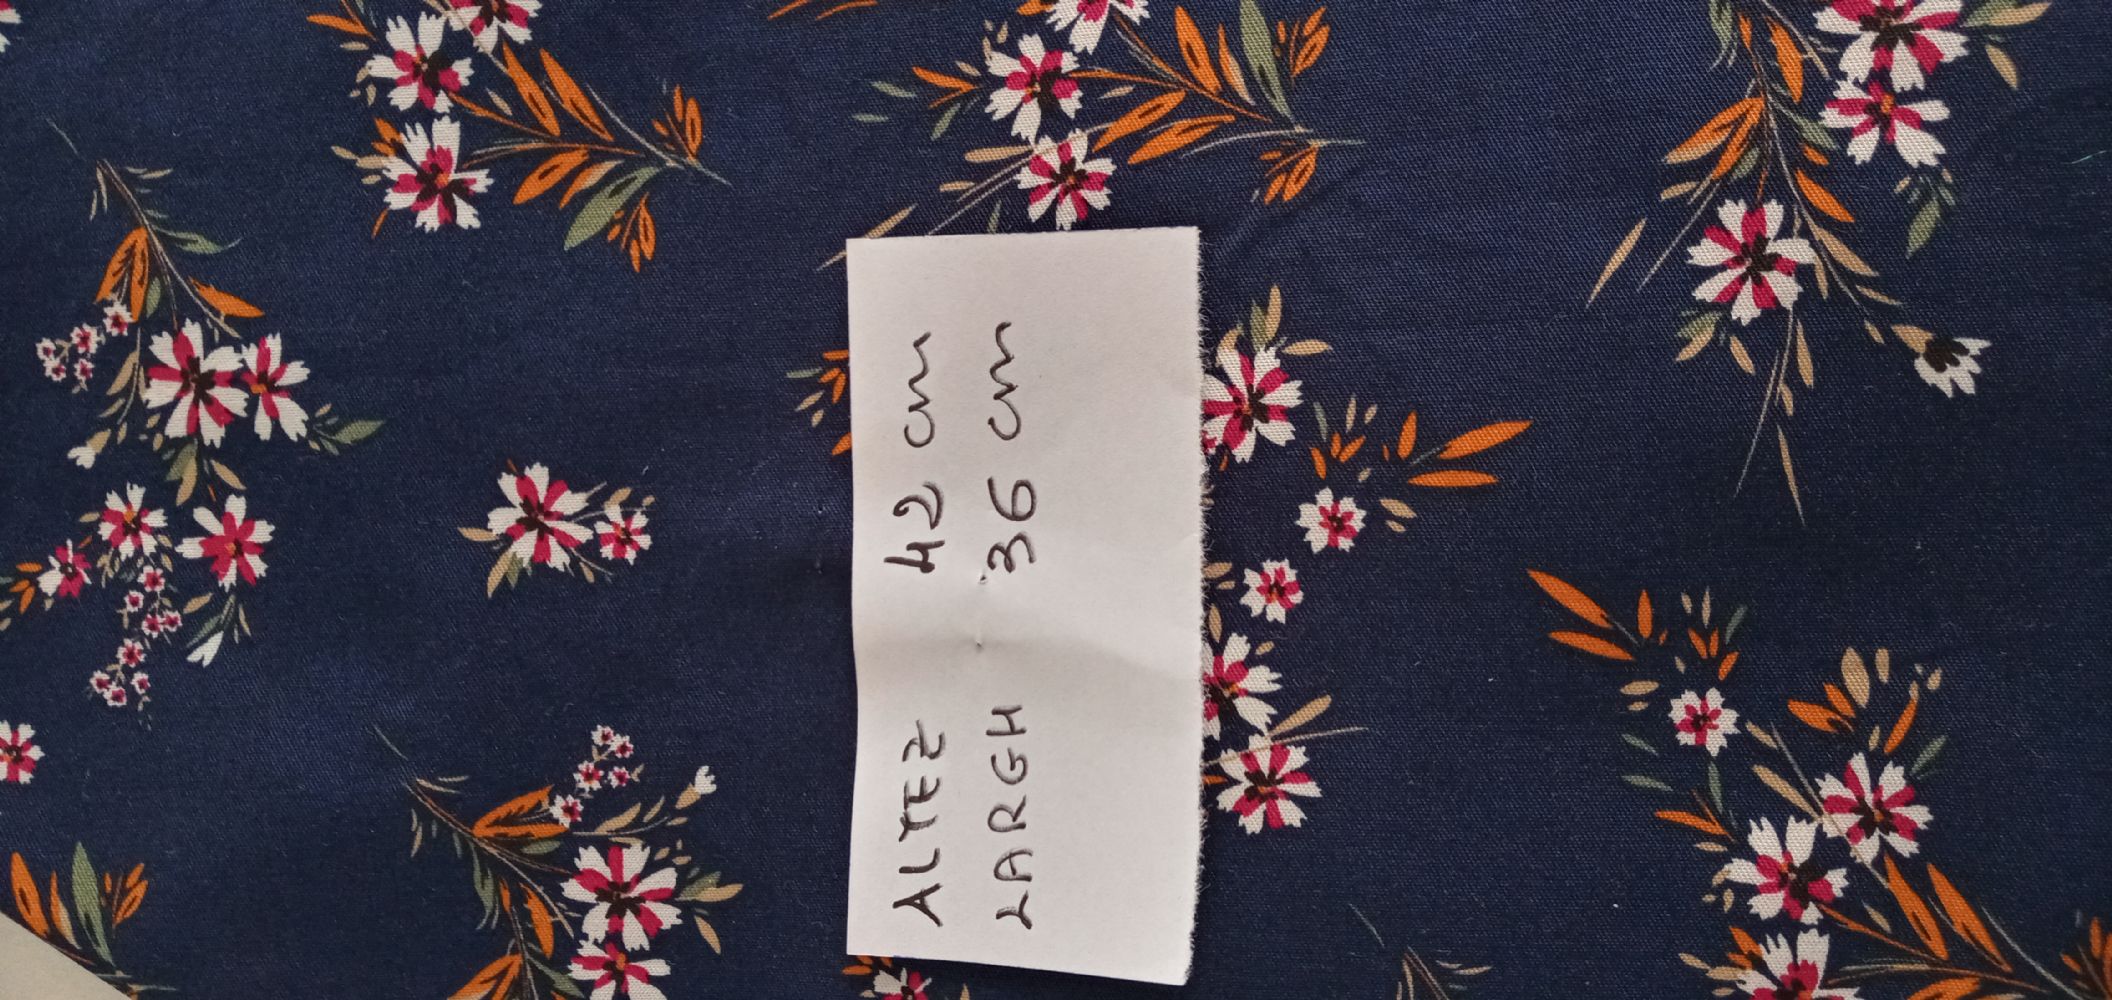 ALTEZ 42 cm
LARGH 36 cm